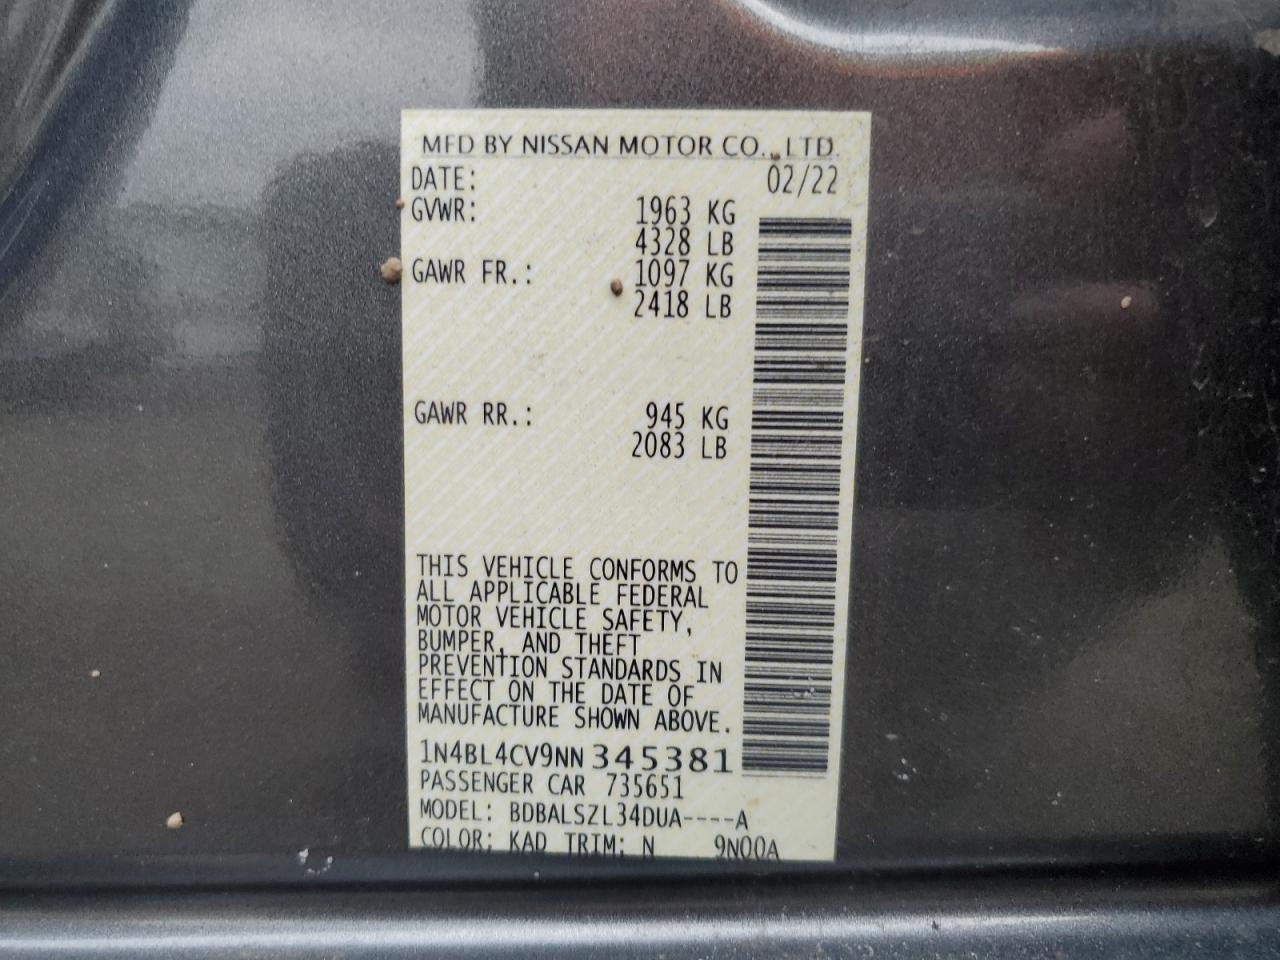 MFD BY NISSAN MOTOR CO., LTD.
DATE: 02/22
GVWR: 1963 KG
4328 LB
GAWR FR.: 1097 KG
2418 LB
GAWR RR.: 945 KG
2083 LB
THIS VEHICLE CONFORMS TO
ALL APPLICABLE FEDERAL
MOTOR VEHICLE SAFETY,
BUMPER, AND THEFT
PREVENTION STANDARDS IN
EFFECT ON THE DATE OF
MANUFACTURE SHOWN ABOVE.
1N4BL4CV9NN345381
PASSENGER CAR 735651
MODEL: BDBALSZL34DUA----A
COLOR: KAD TRIM: N 9N00A